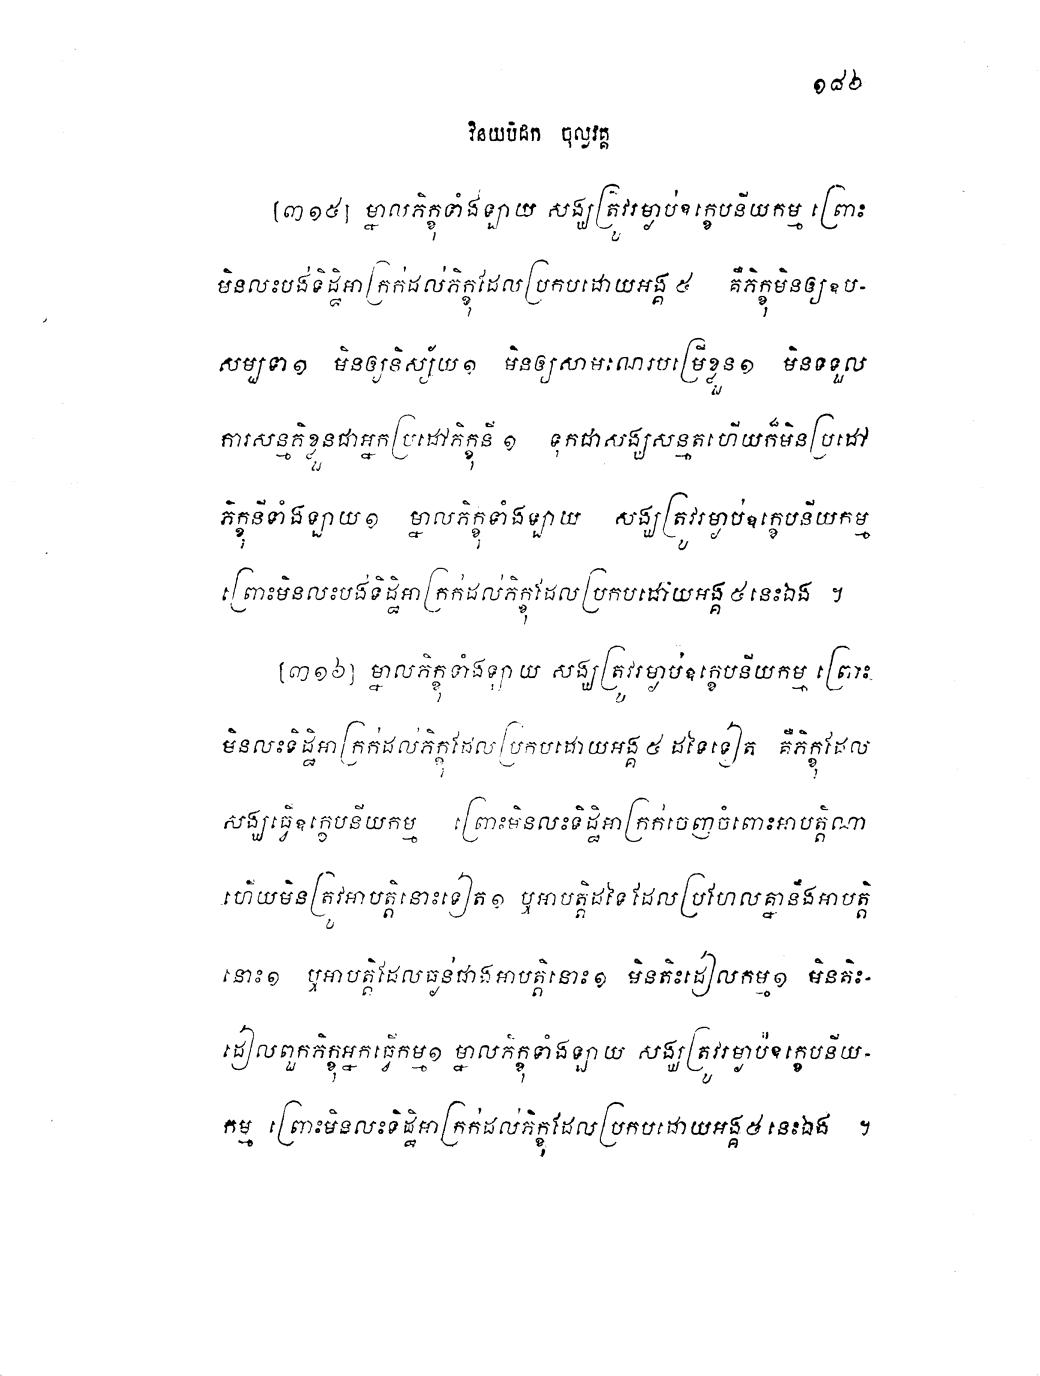 ១៨៦
វិនយបិដក ចុល្លវគ្គ
[៣១៥] ម្នាលភិក្ខុទាំងឡាយ សង្ឃត្រូវរម្ងាប់ឧក្ខេបនីយកម្ម ព្រោះ
មិនលះបង់ទិដ្ឋិអាក្រក់ដល់ភិក្ខុដែលប្រកបដោយអង្គ ៥ គឺភិក្ខុមិនឲ្យឧប-
សម្បទា១ មិនឲ្យនិស្ស័យ១ មិនឲ្យសាមណេរបម្រើខ្លួន១ មិនទទួល
ការសន្មតិខ្លួនជាអ្នកប្រដៅភិក្ខុនី ១ ទុកជាសង្ឃសន្មតហើយក៏មិនប្រដៅ
ភិក្ខុនីទាំងឡាយ១ ម្នាលភិក្ខុទាំងឡាយ សង្ឃត្រូវរម្ងាប់ឧក្ខេបនីយកម្ម
ព្រោះមិនលះបង់ទិដ្ឋិអាក្រក់ដល់ភិក្ខុដែលប្រកបដោយអង្គ ៥ នេះឯង ។
[៣១៦] ម្នាលភិក្ខុទាំងឡាយ សង្ឃត្រូវរម្ងាប់ឧក្ខេបនីយកម្ម ព្រោះ
មិនលះទិដ្ឋិអាក្រក់ដល់ភិក្ខុដែលប្រកបដោយអង្គ ៥ ដទៃទៀត គឺភិក្ខុដែល
សង្ឃធ្វើឧក្ខេបនីយកម្ម ព្រោះមិនលះទិដ្ឋិអាក្រក់ចេញចំពោះអាបត្តិណា
ហើយមិនត្រូវអាបត្តិនោះទៀត១ ឬអាបត្តិដទៃដែលប្រហែលគ្នានឹងអាបត្តិ
នោះ១ ឬអាបត្តិដែលធ្ងន់ជាងអាបត្តិនោះ១ មិនតិះដៀលកម្ម១ មិនតិះ-
ដៀលពួកភិក្ខុអ្នកធ្វើកម្ម១ ម្នាលភិក្ខុទាំងឡាយ សង្ឃត្រូវរម្ងាប់ឧក្ខេបនីយ-
កម្ម ព្រោះមិនលះទិដ្ឋិអាក្រក់ដល់ភិក្ខុដែលប្រកបដោយអង្គ៥ នេះឯង ។